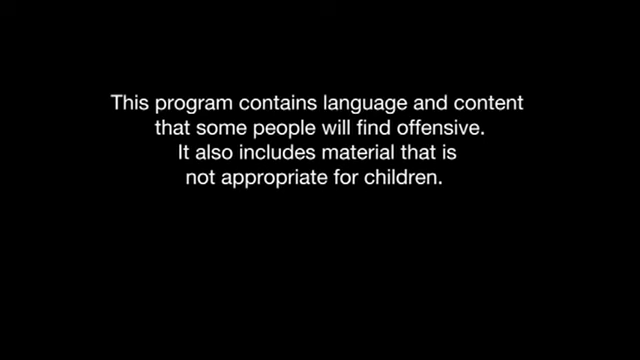 This program contains language and content
that some people will find offensive.
It also includes material that is
not appropriate for children.